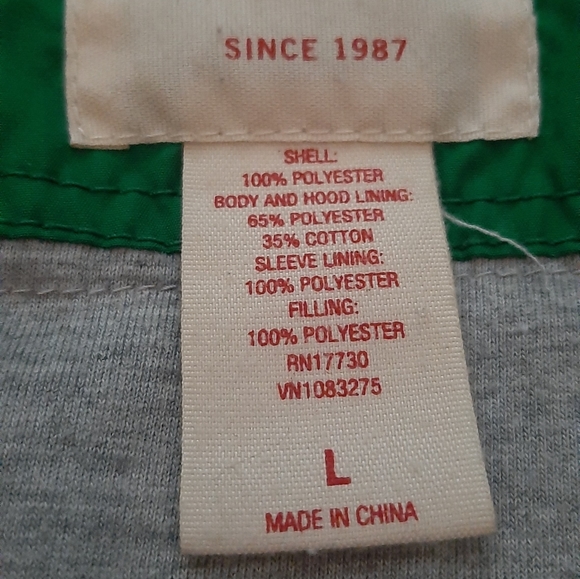 SINCE 1987
SHELL:
100% POLYESTER
BODY AND HOOD LINING:
65% POLYESTER
35% COTTON
SLEEVE LINING:
100% POLYESTER
FILLING:
100% POLYESTER
RN17730
VN1083275
L
MADE IN CHINA